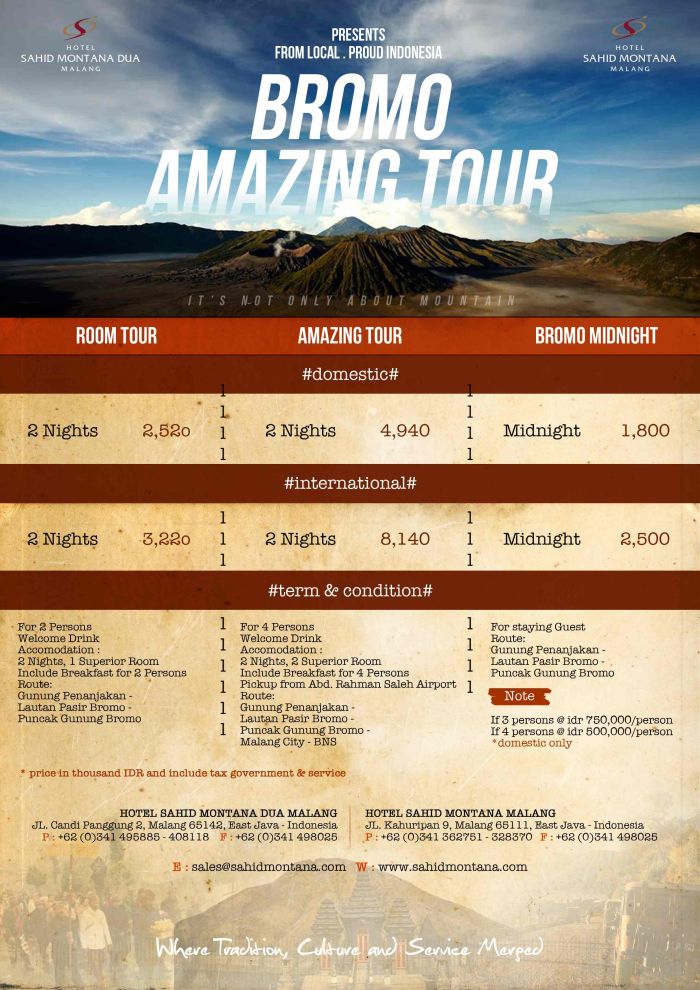 HOTEL
SAHID MONTANA DUA
MALANG
PRESENTS
FROM LOCAL . PROUD INDONESIA
HOTEL
SAHID MONTANA
MALANG
BROMO
AMAZING TOUR
IT'S NOT ONLY ABOUT MOUNTAIN
ROOM TOUR AMAZING TOUR BROMO MIDNIGHT
#domestic#
2 Nights 2,520 2 Nights 4,940 Midnight 1,800
#international#
2 Nights 3,220 2 Nights 8,140 Midnight 2,500
#term & condition#
For 2 Persons
Welcome Drink
Accomodation :
2 Nights, 1 Superior Room
Include Breakfast for 2 Persons
Route:
Gunung Penanjakan -
Lautan Pasir Bromo -
Puncak Gunung Bromo
For 4 Persons
Welcome Drink
Accomodation :
2 Nights, 2 Superior Room
Include Breakfast for 4 Persons
Pickup from Abd. Rahman Saleh Airport
Route:
Gunung Penanjakan -
Lautan Pasir Bromo -
Puncak Gunung Bromo -
Malang City - BNS
For staying Guest
Route:
Gunung Penanjakan -
Lautan Pasir Bromo -
Puncak Gunung Bromo
Note
If 3 persons @ idr 750,000/person
If 4 persons @ idr 500,000/person
*domestic only
* price in thousand IDR and include tax government & service
HOTEL SAHID MONTANA DUA MALANG
JL. Candi Panggung 2, Malang 65142, East Java - Indonesia
P : +62 (0)341 495885 - 408118 F : +62 (0)341 498025
HOTEL SAHID MONTANA MALANG
JL. Kahuripan 9, Malang 65111, East Java - Indonesia
P : +62 (0)341 362751 - 328370 F : +62 (0)341 498025
E : sales@sahidmontana.com W : www.sahidmontana.com
Where Tradition, Culture and Service Merged